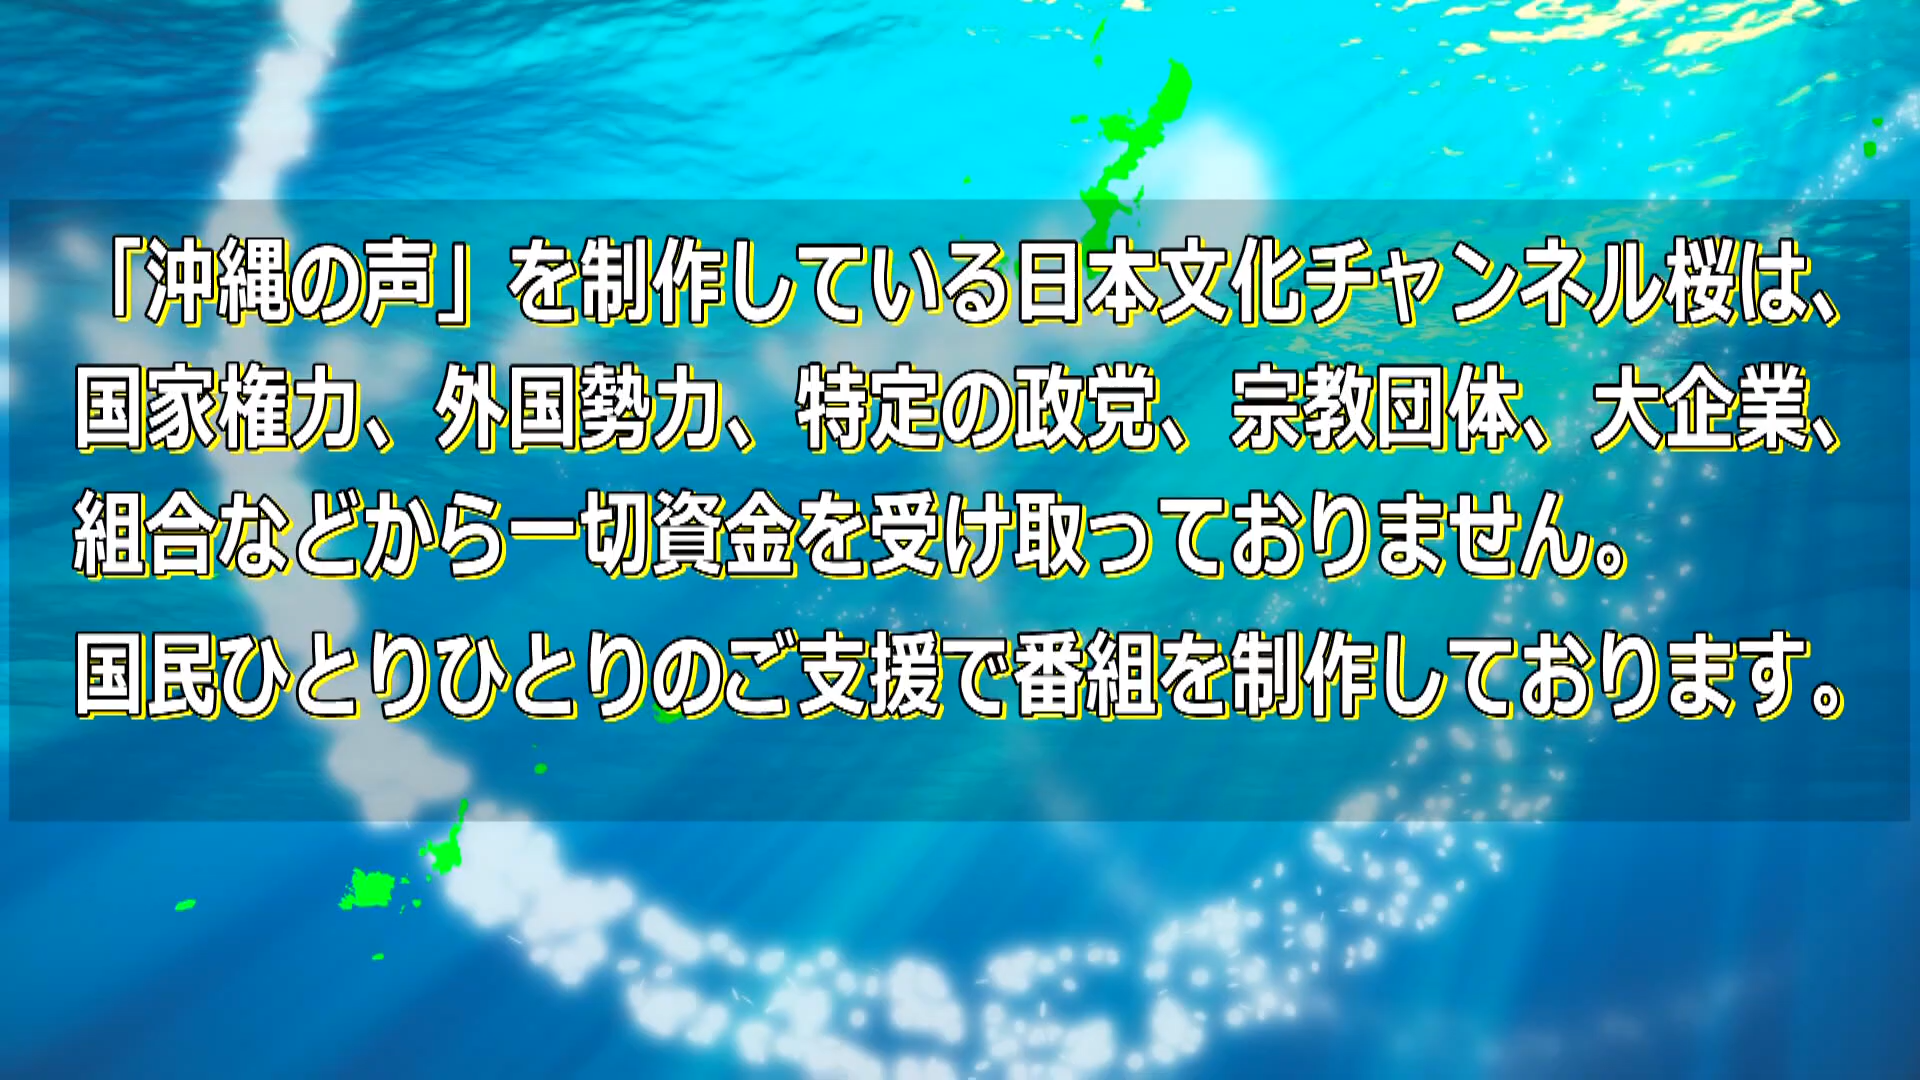 「沖縄の声」を制作している日本文化チャンネル桜は、
国家権力、外国勢力、特定の政党、宗教団体、大企業、
組合などから一切資金を受け取っておりません。
国民ひとりひとりのご支援で番組を制作しております。